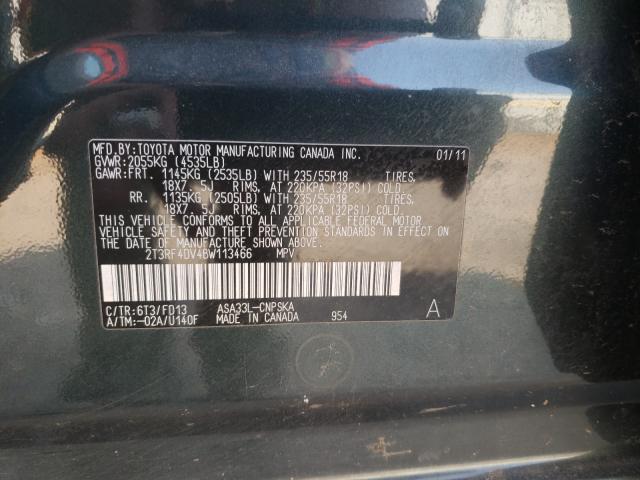 MFD.BY:TOYOTA MOTOR MANUFACTURING CANADA INC. 01/11
GVWR:2055KG (4535LB)
GAWR:FRT. 1145KG (2535LB) WITH 235/55R18 TIRES,
18X7 5J RIMS, AT 220KPA (32PSI) COLD
RR. 1135KG (2505LB) WITH 235/55R18 TIRES,
18X7 5J RIMS, AT 220KPA (32PSI) COLD.
THIS VEHICLE CONFORMS TO ALL APPLICABLE FEDERAL MOTOR
VEHICLE SAFETY AND THEFT PREVENTION STANDARDS IN EFFECT
ON THE DATE OF MANUFACTURE SHOWN ABOVE.
2T3RF4DV4BW113466 MPV
C/TR:6T3/FD13 ASA33L-CNPSKA
A/TM:-02A/U140F MADE IN CANADA 954 A